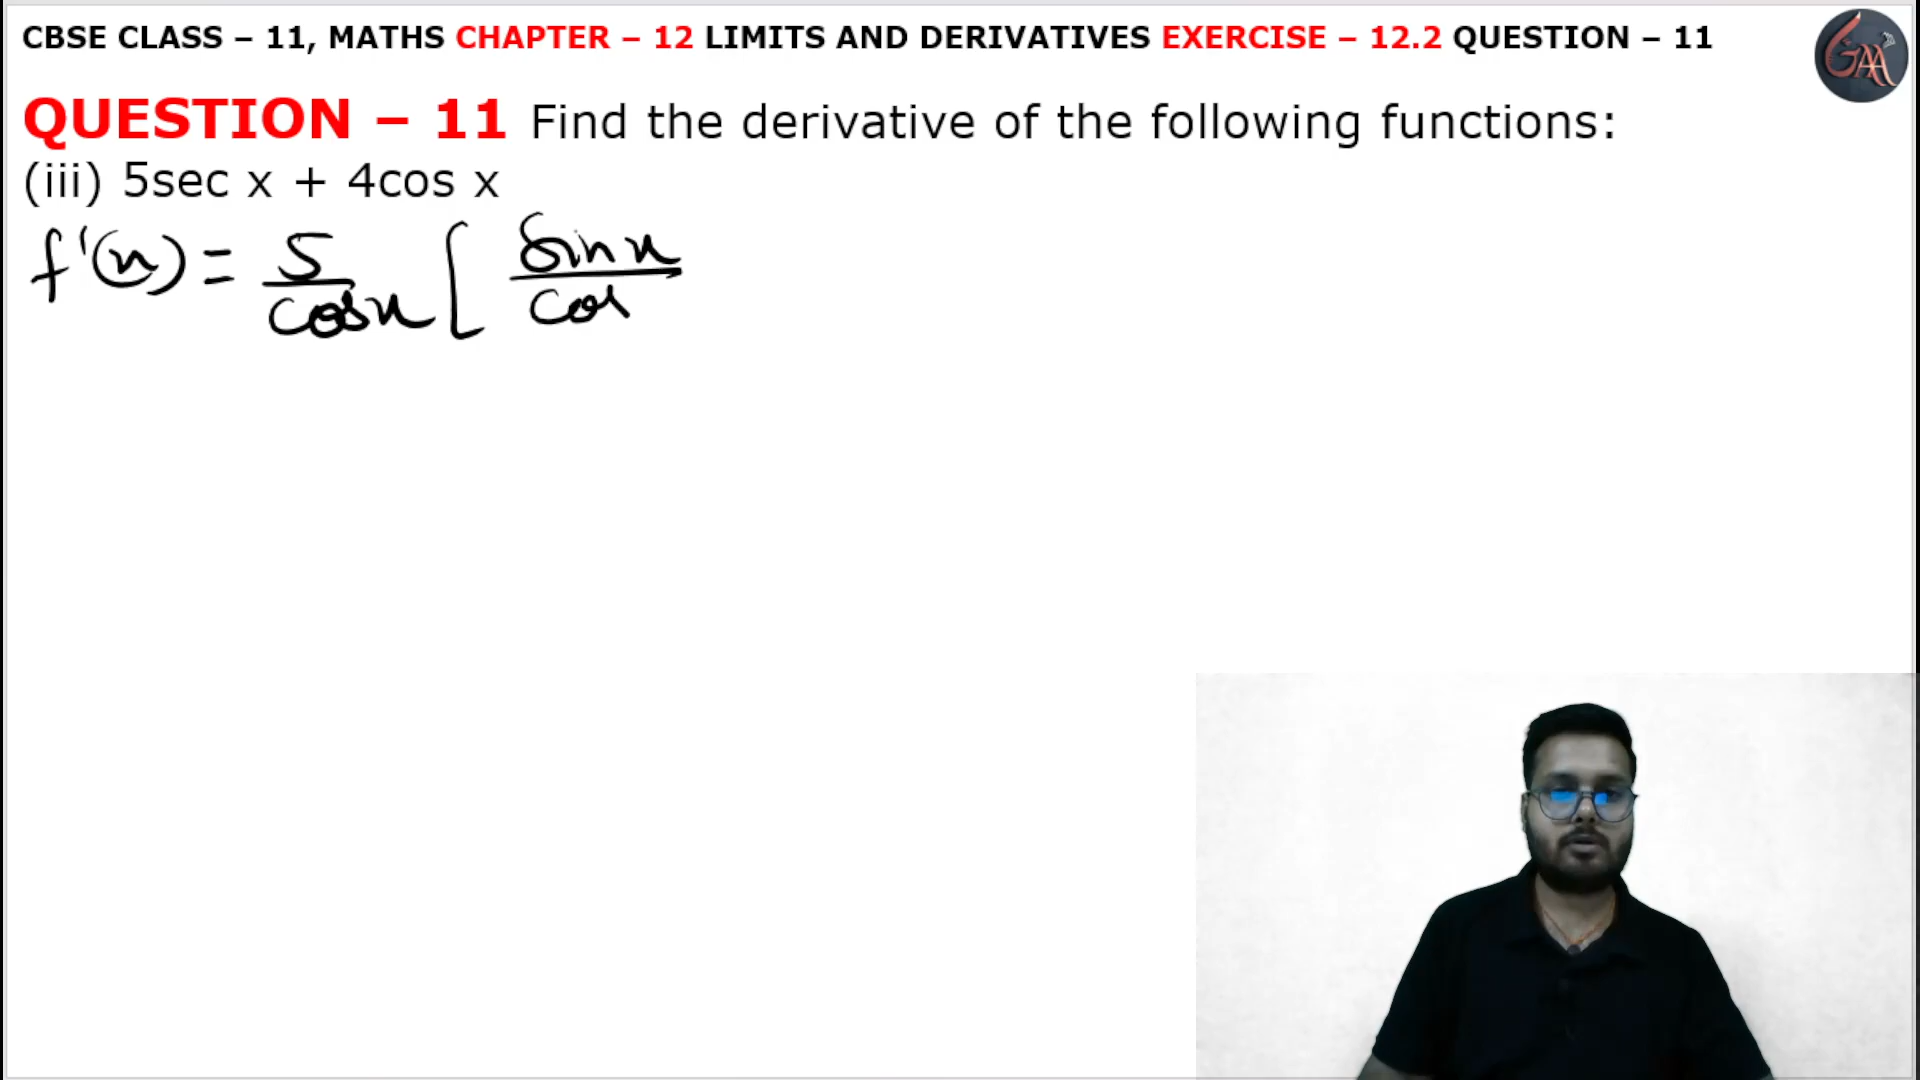 CBSE CLASS – 11, MATHS CHAPTER – 12 LIMITS AND DERIVATIVES EXERCISE – 12.2 QUESTION – 11
QUESTION – 11 Find the derivative of the following functions:
(iii) 5sec x + 4cos x
f'(x) = 5/cosx [ sinx/cos